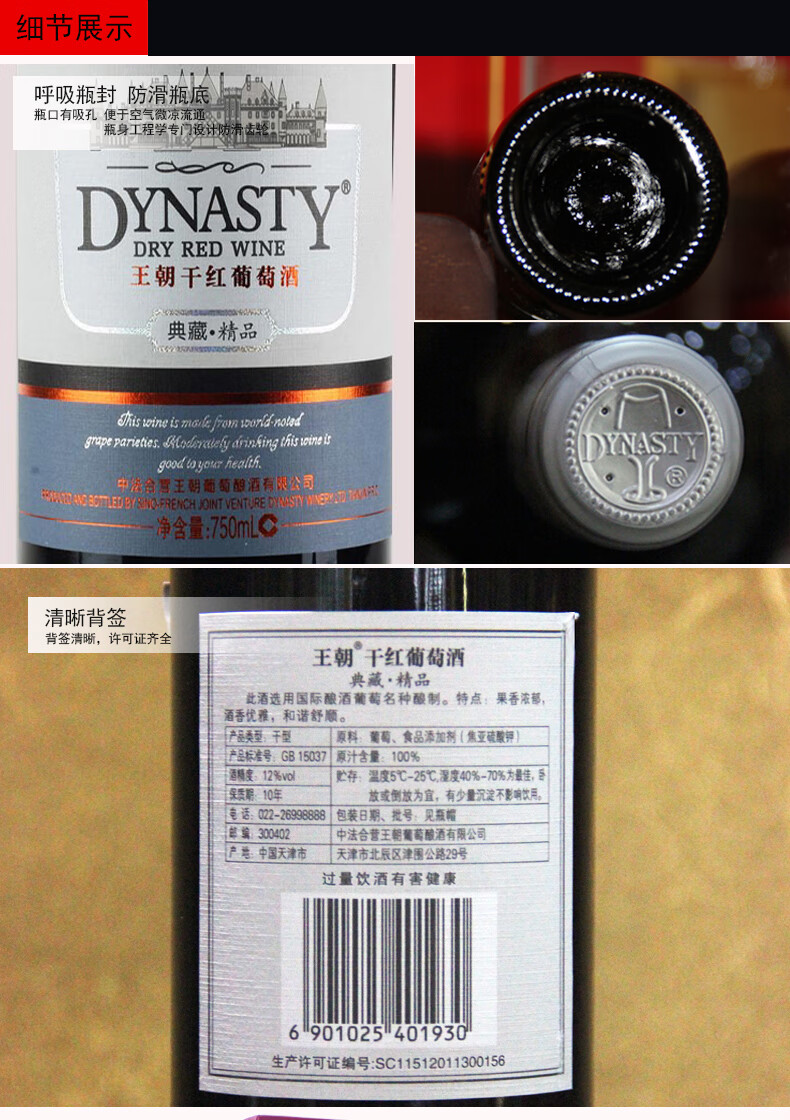 细节展示
呼吸瓶封 防滑瓶底
瓶口有吸孔 便于空气微凉流通
瓶身工程学专门设计防滑齿轮
DYNASTY®
DRY RED WINE
王朝干红葡萄酒
典藏·精品
This wine is made from world-noted
grape parieties. Moderately drinking this wine is
good to your health.
中法合营王朝葡萄酿酒有限公司
AND BOTTLED BY SINO-FRENCH JOINT VENTURE DYNASTY WINERY LTD.
净含量:750mL
DYNASTY
®
清晰背签
背签清晰，许可证齐全
王朝®干红葡萄酒
典藏·精品
此酒选用国际酿酒葡萄名种酿制。特点：果香浓郁，
酒香优雅，和谐舒顺。
产品类型：干型 原料：葡萄、食品添加剂（焦亚硫酸钾）
产品标准号：GB 15037 原汁含量：100%
酒精度：12%vol 贮存：温度5℃-25℃,湿度40%-70%为最佳，卧
保质期：10年 放或倒放为宜，有少量沉淀不影响饮用。
电 话：022-26998888 包装日期、批号：见瓶帽
邮 编：300402 中法合营王朝葡萄酿酒有限公司
产 地：中国天津市 天津市北辰区津围公路29号
过量饮酒有害健康
6 901025 401930
生产许可证编号:SC11512011300156